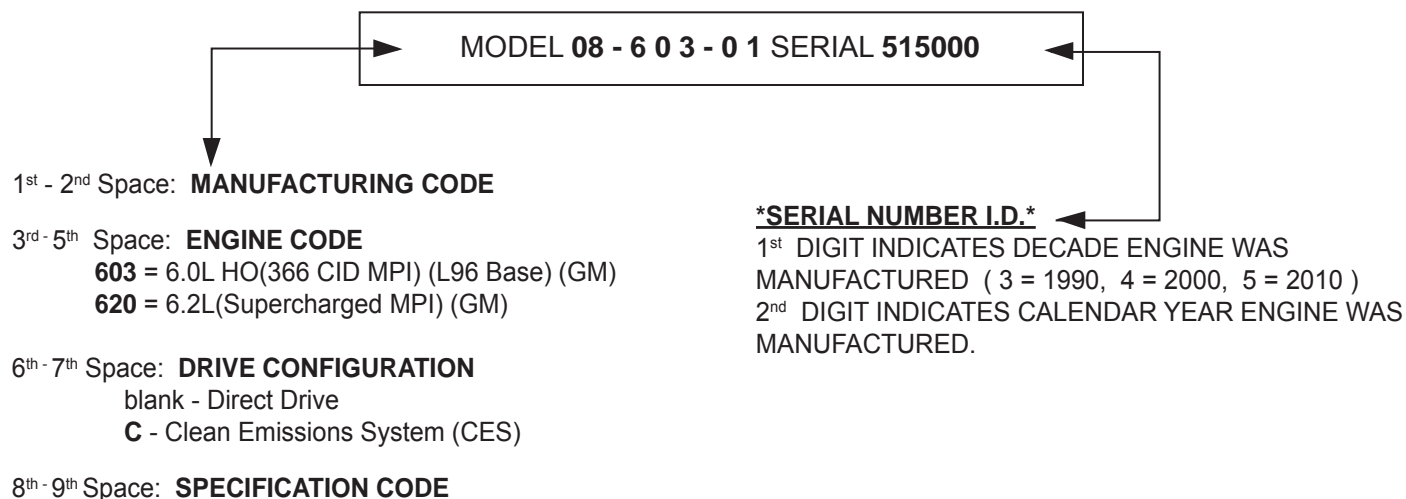 MODEL 08 - 6 0 3 - 0 1 SERIAL 515000
1st - 2nd Space: MANUFACTURING CODE
3rd - 5th Space: ENGINE CODE
603 = 6.0L HO(366 CID MPI) (L96 Base) (GM)
620 = 6.2L(Supercharged MPI) (GM)
6th - 7th Space: DRIVE CONFIGURATION
blank - Direct Drive
C - Clean Emissions System (CES)
8th - 9th Space: SPECIFICATION CODE
*SERIAL NUMBER I.D.*
1st DIGIT INDICATES DECADE ENGINE WAS
MANUFACTURED ( 3 = 1990, 4 = 2000, 5 = 2010 )
2nd DIGIT INDICATES CALENDAR YEAR ENGINE WAS
MANUFACTURED.